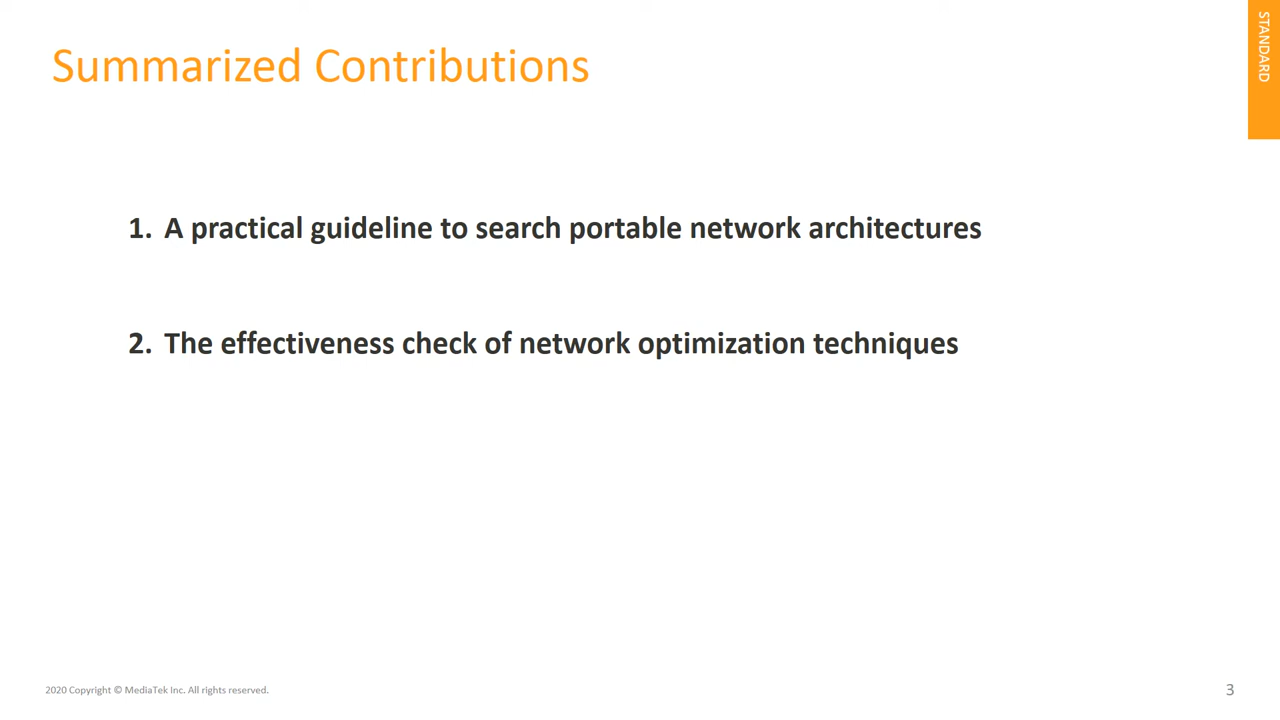 STANDARD
Summarized Contributions
1. A practical guideline to search portable network architectures
2. The effectiveness check of network optimization techniques
2020 Copyright © MediaTek Inc. All rights reserved.
3